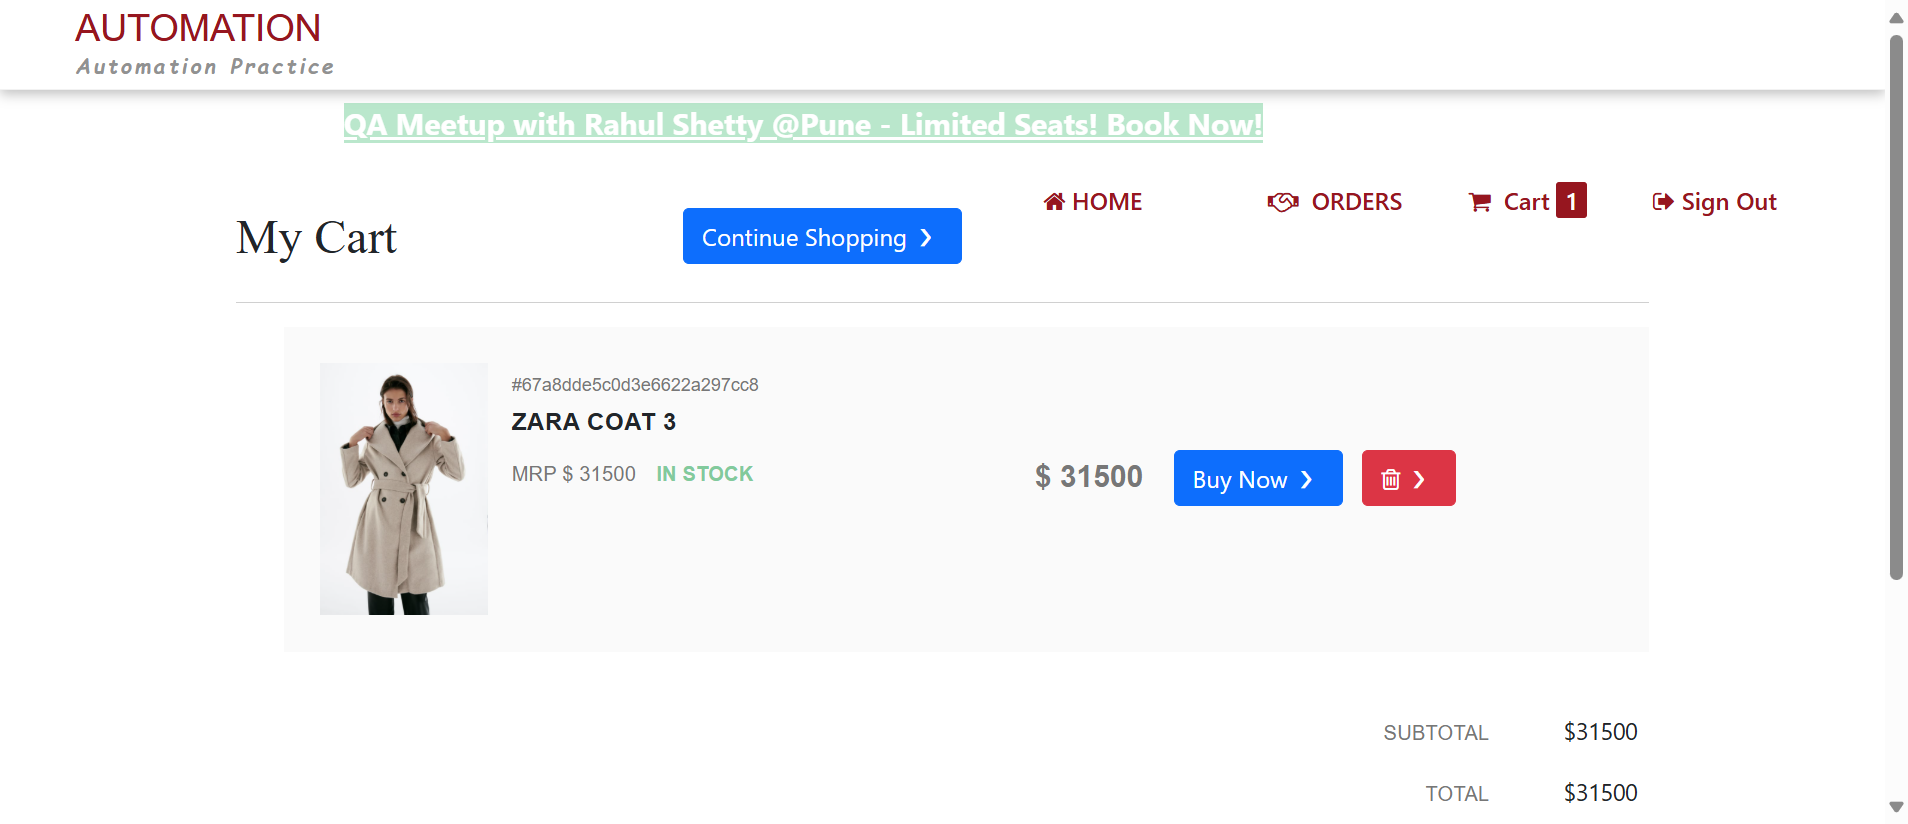 AUTOMATION
Automation Practice
QA Meetup with Rahul Shetty @Pune - Limited Seats! Book Now!
HOME
ORDERS
Cart 1
Sign Out
My Cart
Continue Shopping ❯
#67a8dde5c0d3e6622a297cc8
ZARA COAT 3
MRP $ 31500 IN STOCK
$ 31500
Buy Now ❯
❯
SUBTOTAL $31500
TOTAL $31500